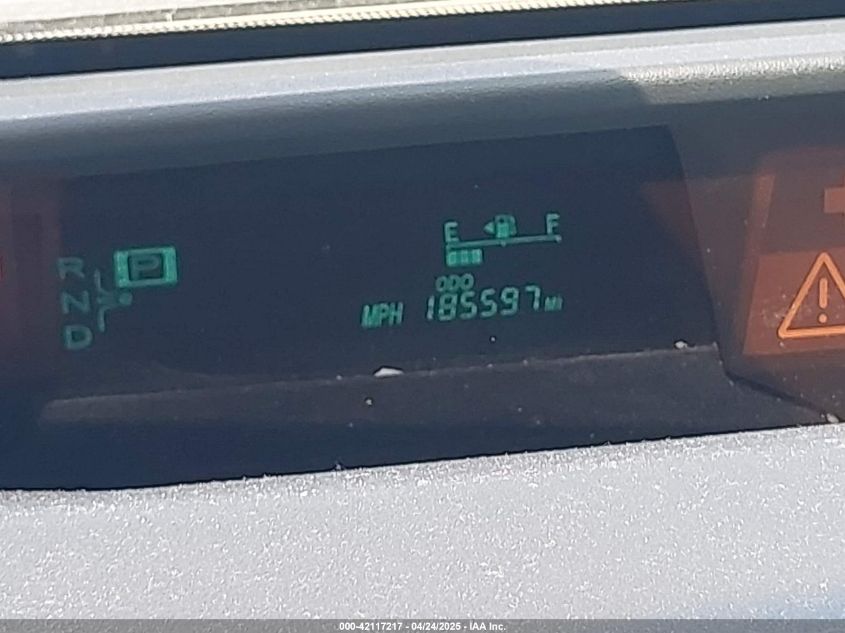 E F
R P
ODO
N MPH 185597 MI
D
000-42117217 - 04/24/2025 - IAA Inc.